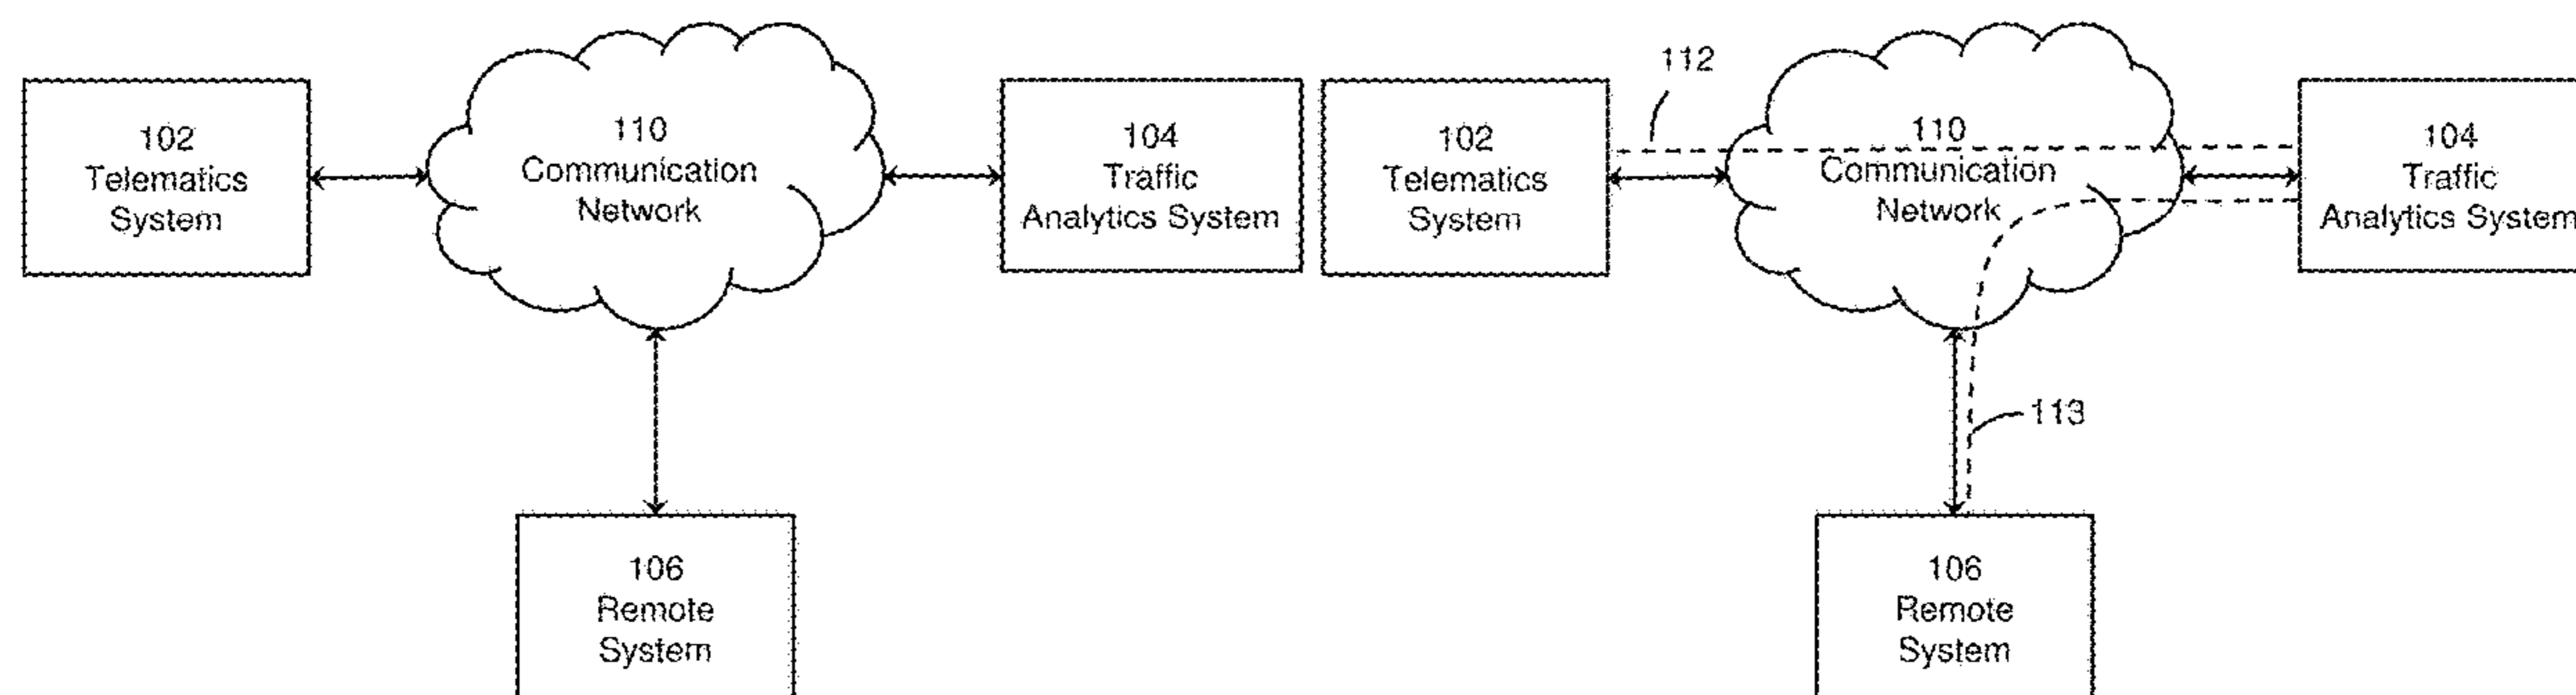 102
Telematics
System
110
Communication
Network
104
Traffic
Analytics System
106
Remote
System
112
102
Telematics
System
110
Communication
Network
104
Traffic
Analytics System
113
106
Remote
System